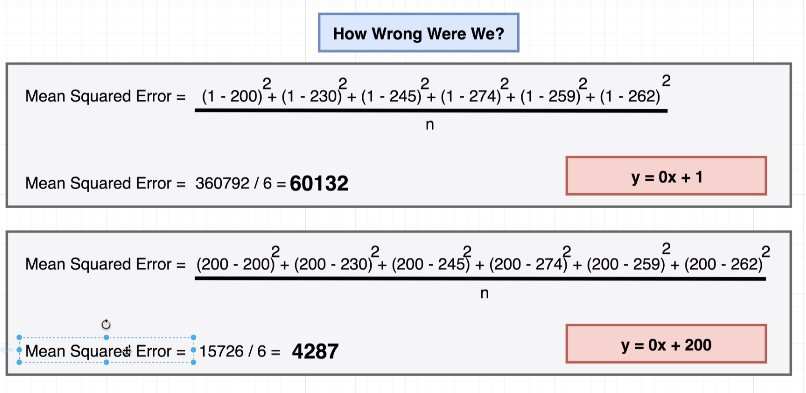 How Wrong Were We?
Mean Squared Error = (1 - 200)² + (1 - 230)² + (1 - 245)² + (1 - 274)² + (1 - 259)² + (1 - 262)²
n
Mean Squared Error = 360792 / 6 = 60132
y = 0x + 1
Mean Squared Error = (200 - 200)² + (200 - 230)² + (200 - 245)² + (200 - 274)² + (200 - 259)² + (200 - 262)²
n
Mean Squared Error = 15726 / 6 = 4287
y = 0x + 200